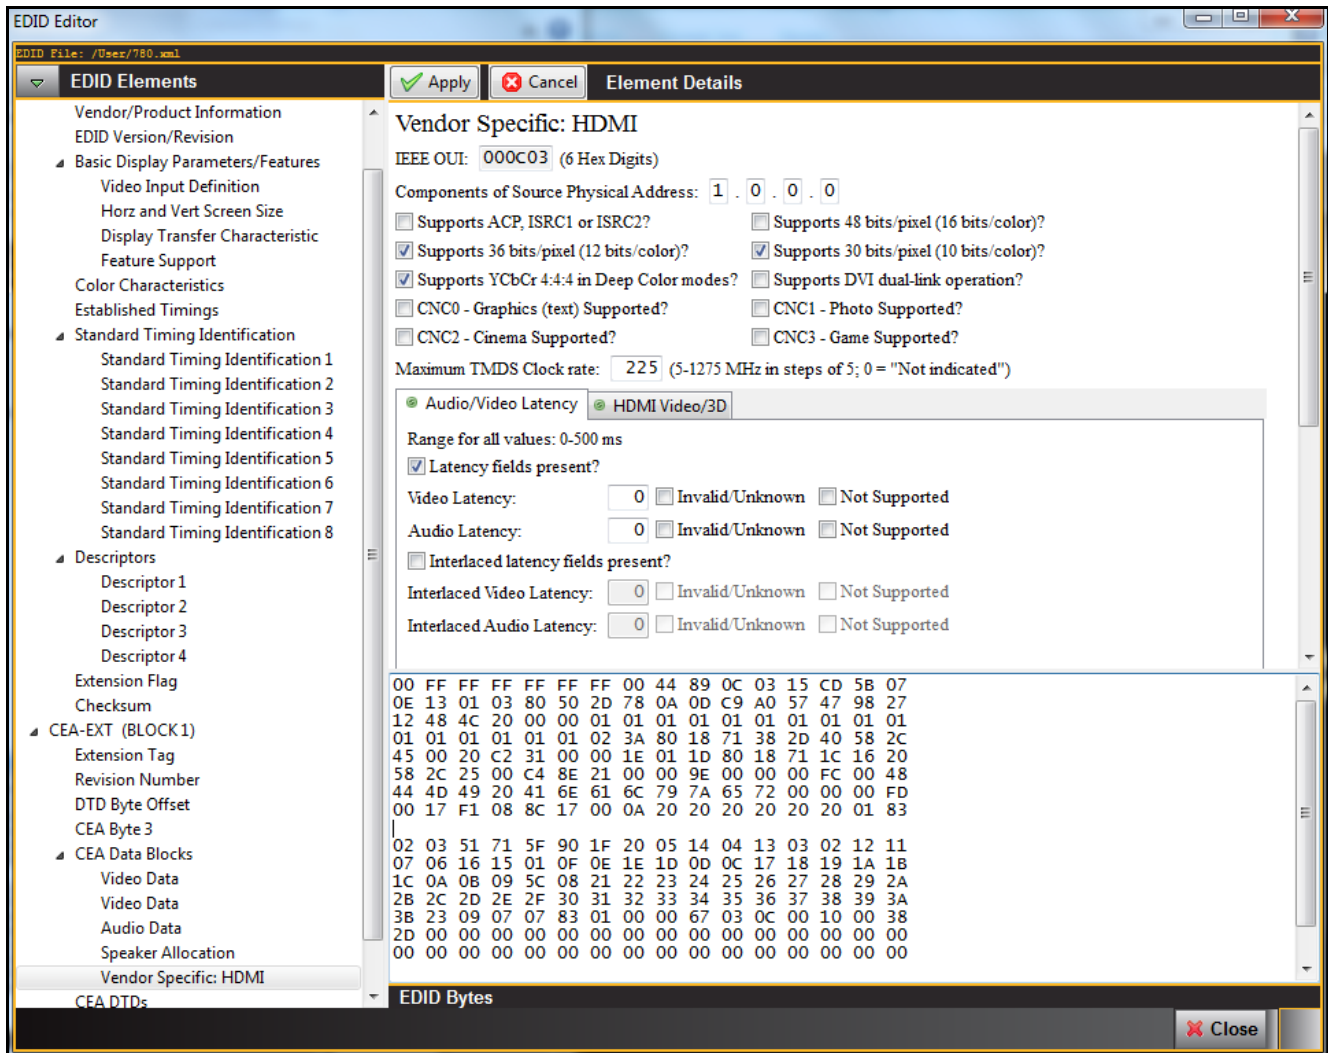 EDID Editor
EDID File: /User/780.xml
EDID Elements
Vendor/Product Information
EDID Version/Revision
Basic Display Parameters/Features
Video Input Definition
Horz and Vert Screen Size
Display Transfer Characteristic
Feature Support
Color Characteristics
Established Timings
Standard Timing Identification
Standard Timing Identification 1
Standard Timing Identification 2
Standard Timing Identification 3
Standard Timing Identification 4
Standard Timing Identification 5
Standard Timing Identification 6
Standard Timing Identification 7
Standard Timing Identification 8
Descriptors
Descriptor 1
Descriptor 2
Descriptor 3
Descriptor 4
Extension Flag
Checksum
CEA-EXT (BLOCK 1)
Extension Tag
Revision Number
DTD Byte Offset
CEA Byte 3
CEA Data Blocks
Video Data
Video Data
Audio Data
Speaker Allocation
Vendor Specific: HDMI
CEA DTDs
Apply Cancel Element Details
Vendor Specific: HDMI
IEEE OUI: 000C03 (6 Hex Digits)
Components of Source Physical Address: 1 . 0 . 0 . 0
Supports ACP, ISRC1 or ISRC2? Supports 48 bits/pixel (16 bits/color)?
Supports 36 bits/pixel (12 bits/color)? Supports 30 bits/pixel (10 bits/color)?
Supports YCbCr 4:4:4 in Deep Color modes? Supports DVI dual-link operation?
CNC0 - Graphics (text) Supported? CNC1 - Photo Supported?
CNC2 - Cinema Supported? CNC3 - Game Supported?
Maximum TMDS Clock rate: 225 (5-1275 MHz in steps of 5; 0 = "Not indicated")
Audio/Video Latency HDMI Video/3D
Range for all values: 0-500 ms
Latency fields present?
Video Latency: 0 Invalid/Unknown Not Supported
Audio Latency: 0 Invalid/Unknown Not Supported
Interlaced latency fields present?
Interlaced Video Latency: 0 Invalid/Unknown Not Supported
Interlaced Audio Latency: 0 Invalid/Unknown Not Supported
00 FF FF FF FF FF FF 00 44 89 0C 03 15 CD 5B 07
0E 13 01 03 80 50 2D 78 0A 0D C9 A0 57 47 98 27
12 48 4C 20 00 00 01 01 01 01 01 01 01 01 01 01
01 01 01 01 01 01 02 3A 80 18 71 38 2D 40 58 2C
45 00 20 C2 31 00 00 1E 01 1D 80 18 71 1C 16 20
58 2C 25 00 C4 8E 21 00 00 9E 00 00 00 FC 00 48
44 4D 49 20 41 6E 61 6C 79 7A 65 72 00 00 00 FD
00 17 F1 08 8C 17 00 0A 20 20 20 20 20 20 01 83
02 03 51 71 5F 90 1F 20 05 14 04 13 03 02 12 11
07 06 16 15 01 0F 0E 1E 1D 0D 0C 17 18 19 1A 1B
1C 0A 0B 09 5C 08 21 22 23 24 25 26 27 28 29 2A
2B 2C 2D 2E 2F 30 31 32 33 34 35 36 37 38 39 3A
3B 23 09 07 07 83 01 00 00 67 03 0C 00 10 00 38
2D 00 00 00 00 00 00 00 00 00 00 00 00 00 00 00
00 00 00 00 00 00 00 00 00 00 00 00 00 00 00 00
EDID Bytes
Close